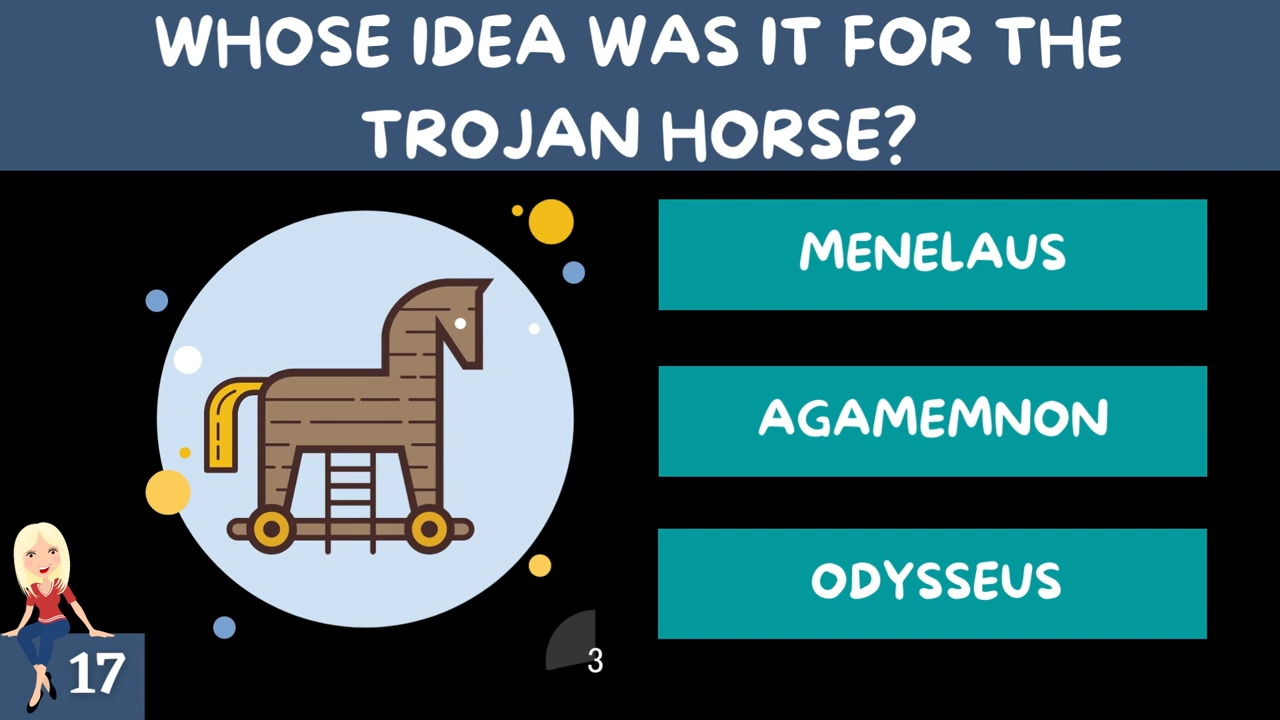 WHOSE IDEA WAS IT FOR THE
TROJAN HORSE?
MENELAUS
AGAMEMNON
ODYSSEUS
3
17